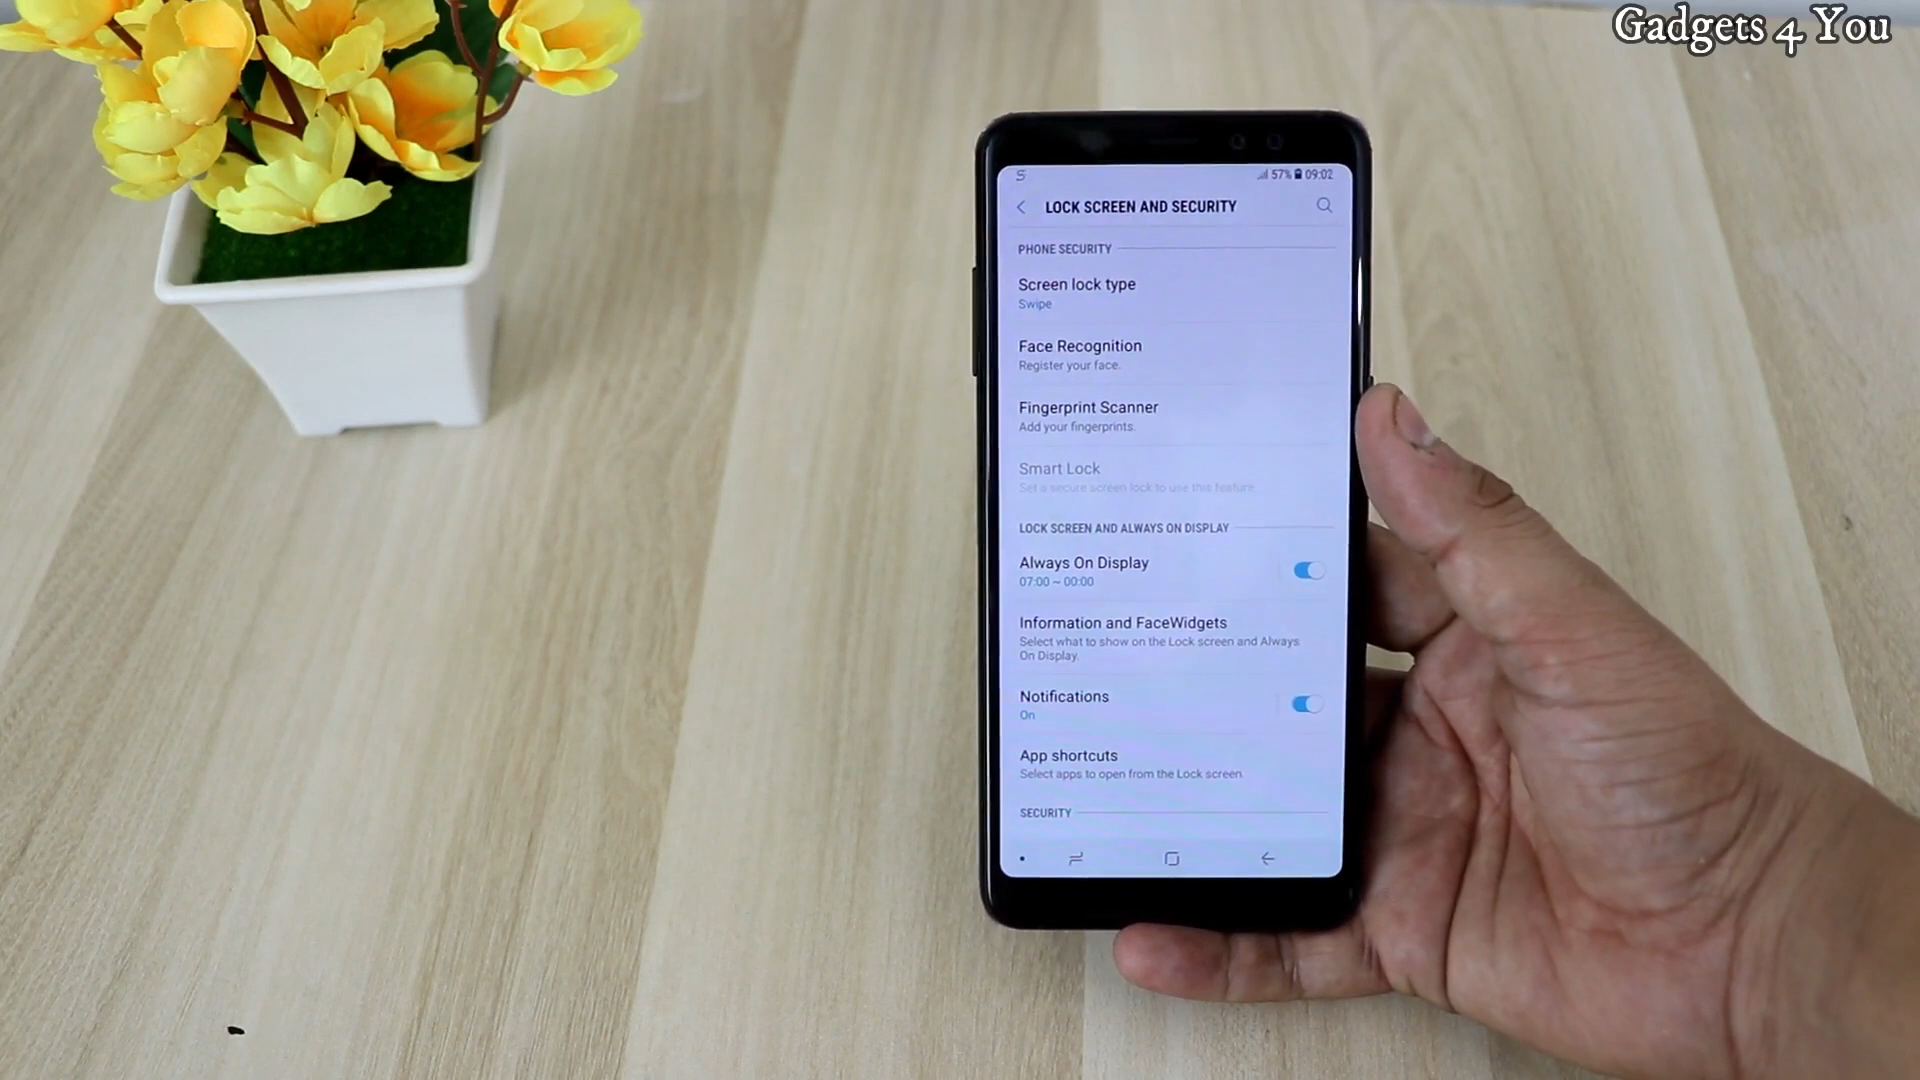 Gadgets 4 You
57% 09:02
LOCK SCREEN AND SECURITY
PHONE SECURITY
Screen lock type
Swipe
Face Recognition
Register your face.
Fingerprint Scanner
Add your fingerprints.
Smart Lock
Set a secure screen lock to use this feature.
LOCK SCREEN AND ALWAYS ON DISPLAY
Always On Display
07:00 ~ 00:00
Information and FaceWidgets
Select what to show on the Lock screen and Always
On Display.
Notifications
On
App shortcuts
Select apps to open from the Lock screen.
SECURITY